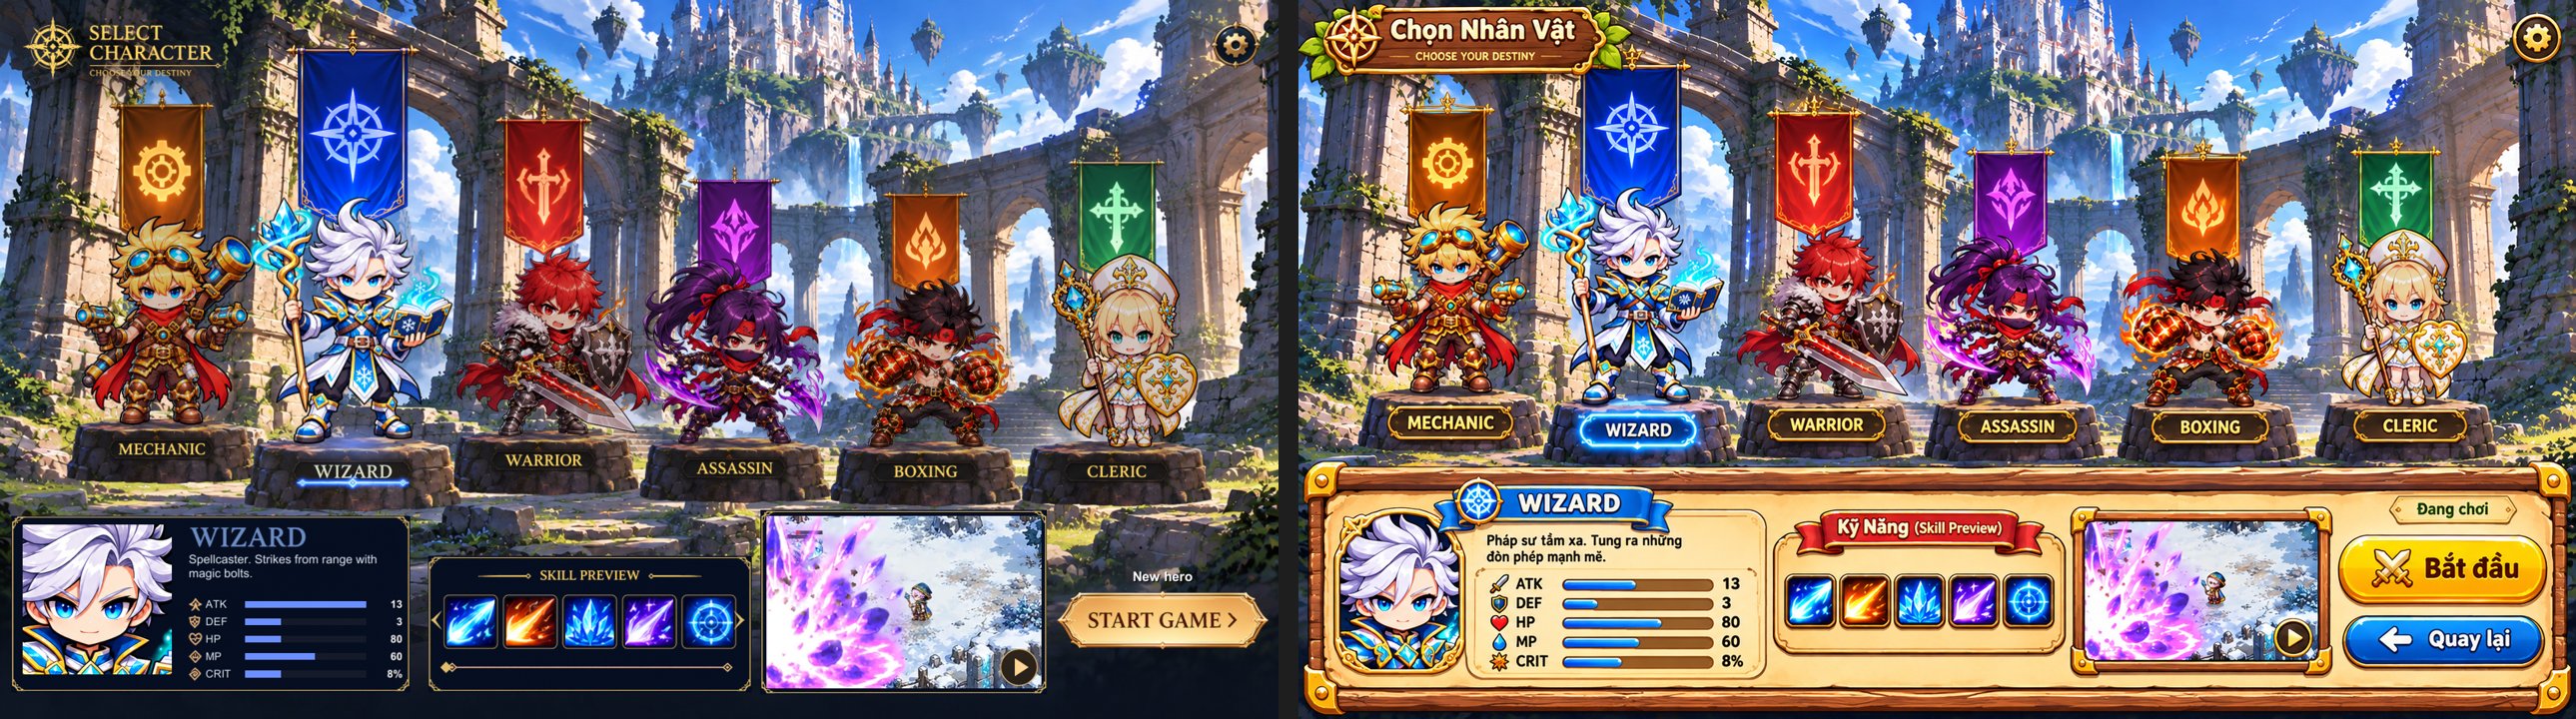 SELECT
CHARACTER
CHOOSE YOUR DESTINY
MECHANIC
WIZARD
WARRIOR
ASSASSIN
BOXING
CLERIC
WIZARD
Spellcaster. Strikes from range with
magic bolts.
ATK 13
DEF 3
HP 80
MP 60
CRIT 8%
SKILL PREVIEW
New hero
START GAME >
Chọn Nhân Vật
CHOOSE YOUR DESTINY
MECHANIC
WIZARD
WARRIOR
ASSASSIN
BOXING
CLERIC
WIZARD
Pháp sư tầm xa. Tung ra những
đòn phép mạnh mẽ.
ATK 13
DEF 3
HP 80
MP 60
CRIT 8%
Kỹ Năng (Skill Preview)
Đang chơi
Bắt đầu
Quay lại